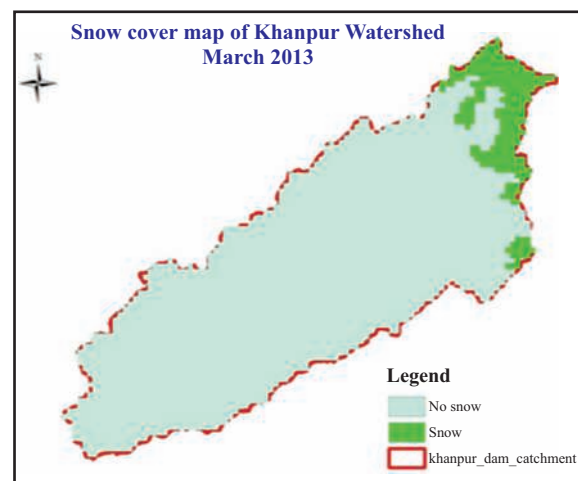 Snow cover map of Khanpur Watershed
March 2013
N
Legend
No snow
Snow
khanpur_dam_catchment